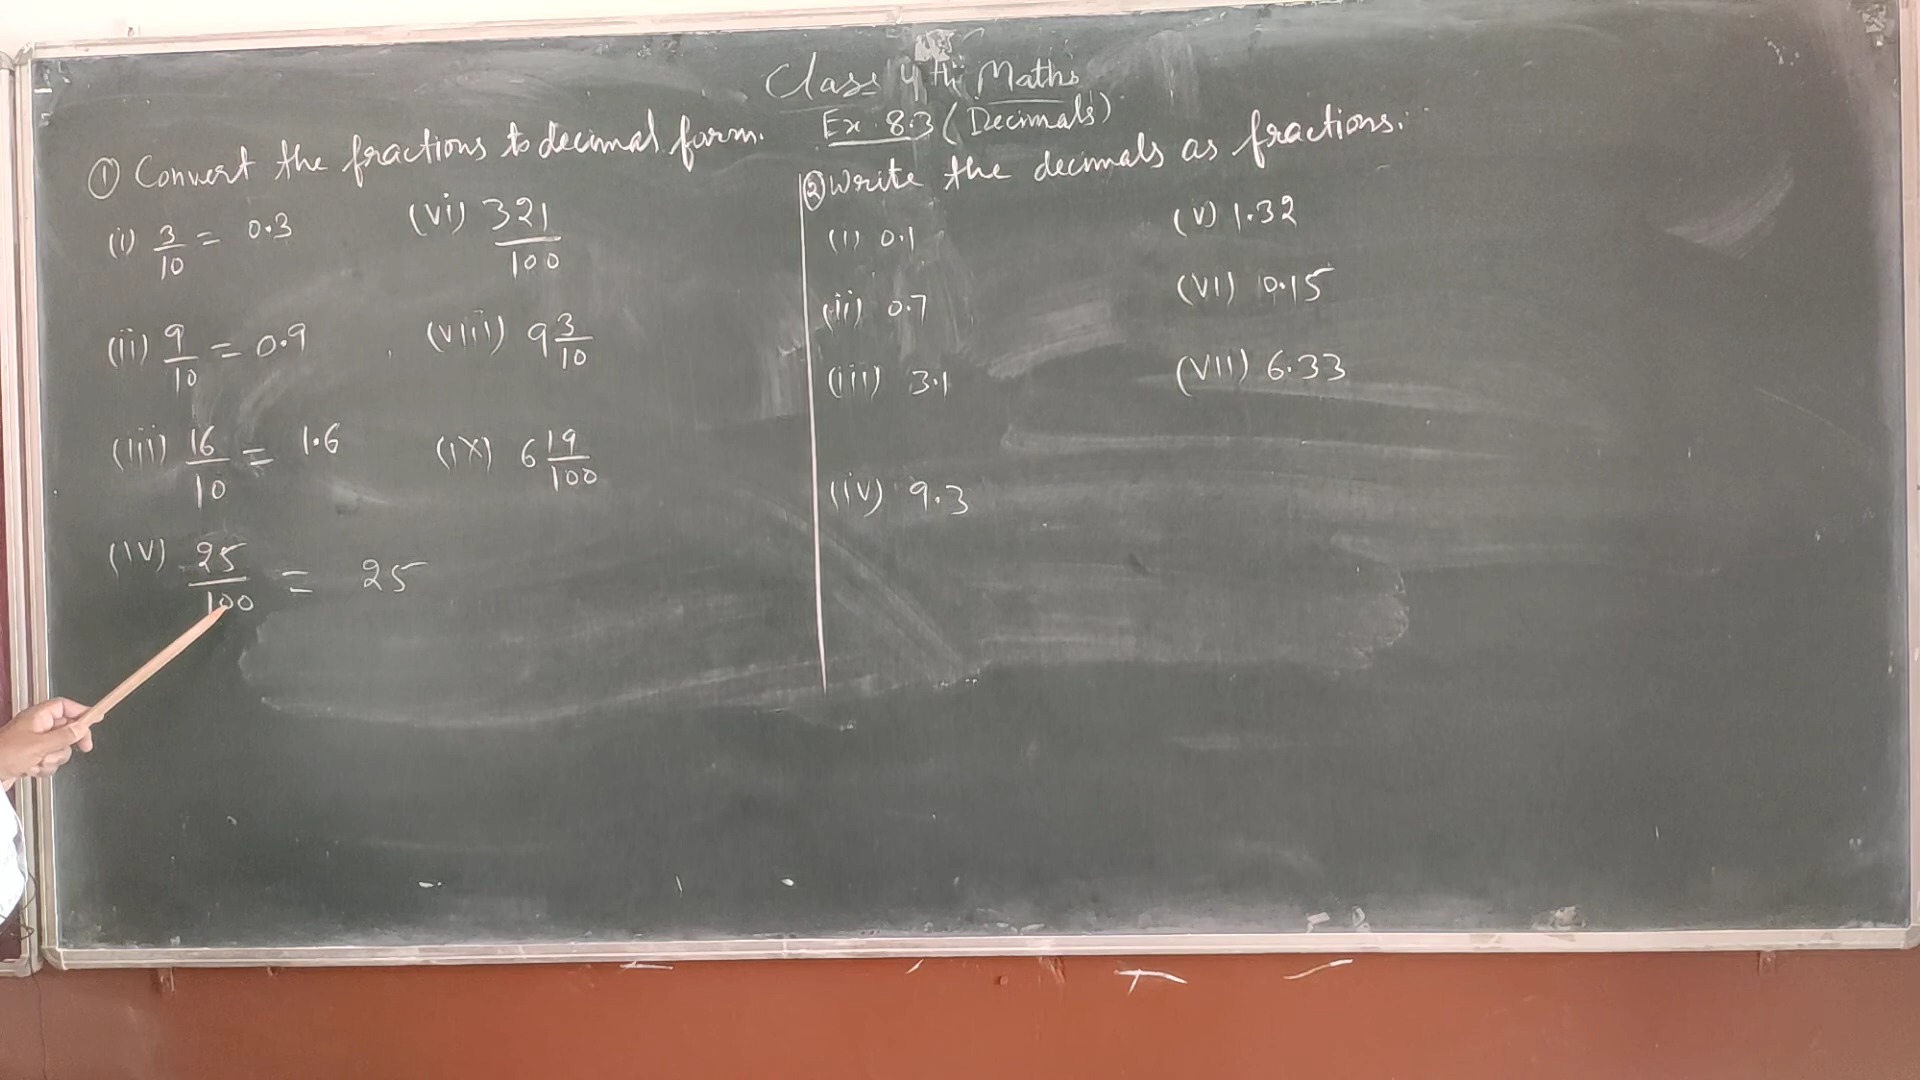 Class 4th Maths
Ex. 8.3 (Decimals)
① Convert the fractions to decimal form.
(i) 3/10 = 0.3
(ii) 9/10 = 0.9
(iii) 16/10 = 1.6
(iv) 25/100 = 25
(vi) 321/100
(viii) 9 3/10
(ix) 6 19/100
② Write the decimals as fractions.
(i) 0.1
(ii) 0.7
(iii) 3.1
(iv) 9.3
(v) 1.32
(vi) 0.15
(vii) 6.33